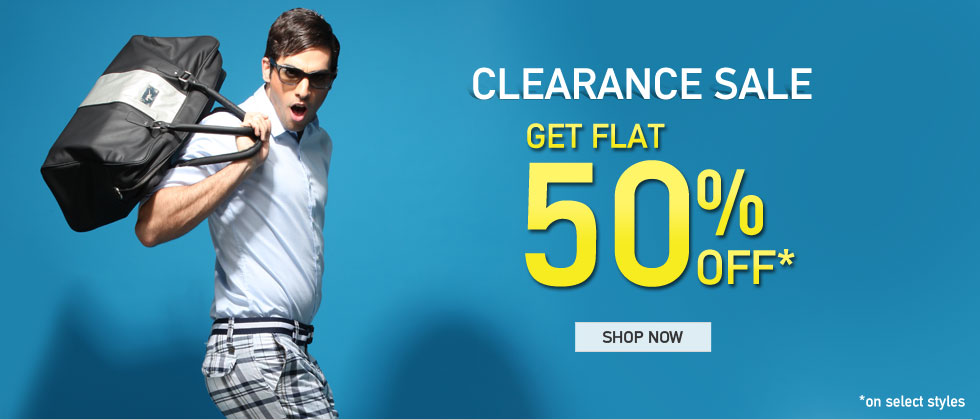 CLEARANCE SALE
GET FLAT
50%
OFF*
SHOP NOW
*on select styles